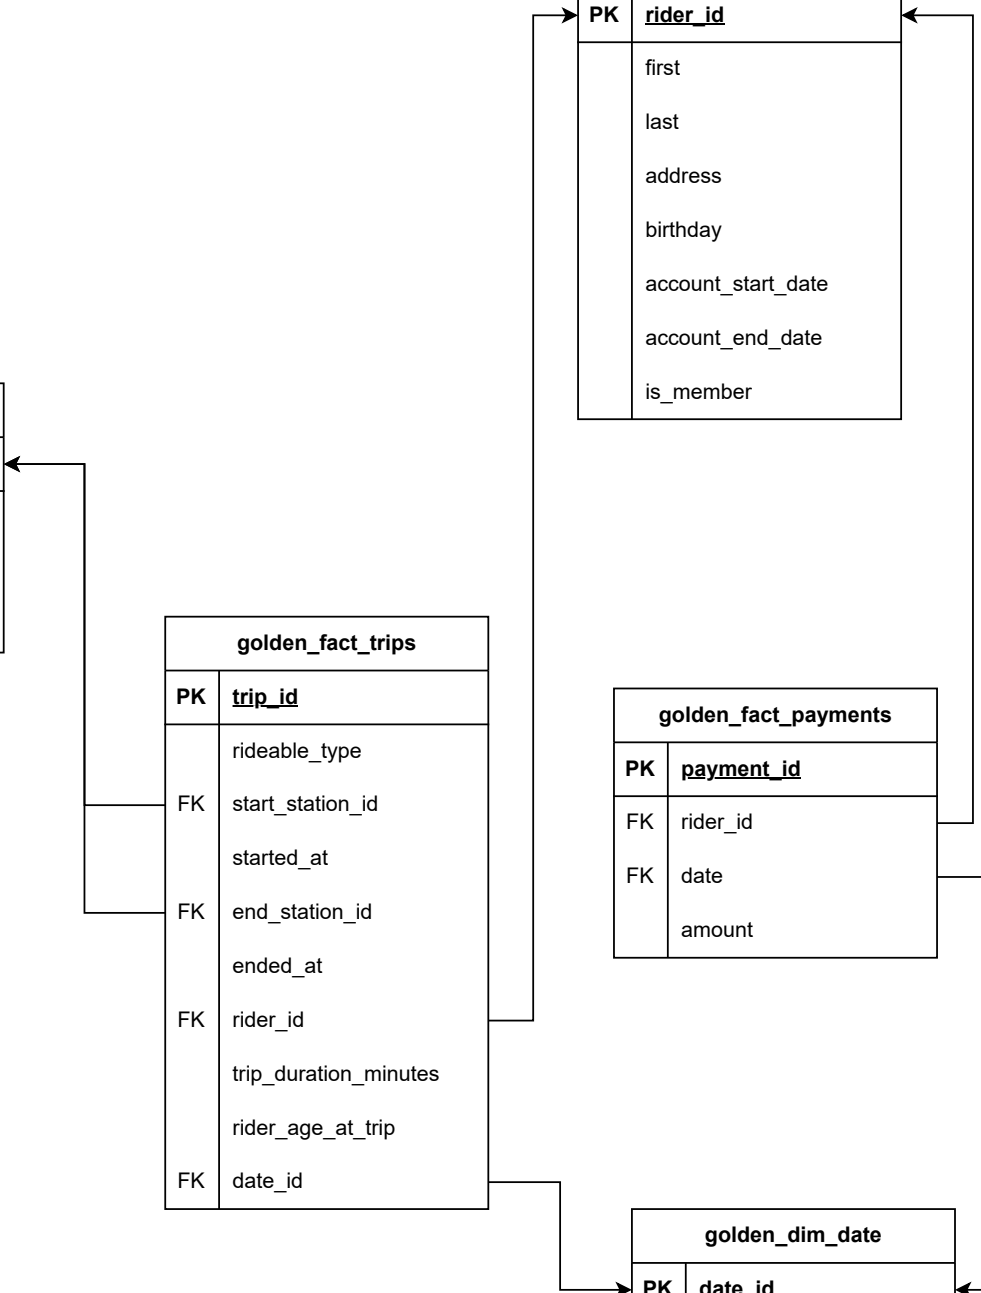 PK rider_id
first
last
address
birthday
account_start_date
account_end_date
is_member
golden_fact_trips
PK trip_id
rideable_type
FK start_station_id
started_at
FK end_station_id
ended_at
FK rider_id
trip_duration_minutes
rider_age_at_trip
FK date_id
golden_fact_payments
PK payment_id
FK rider_id
FK date
amount
golden_dim_date
PK date_id